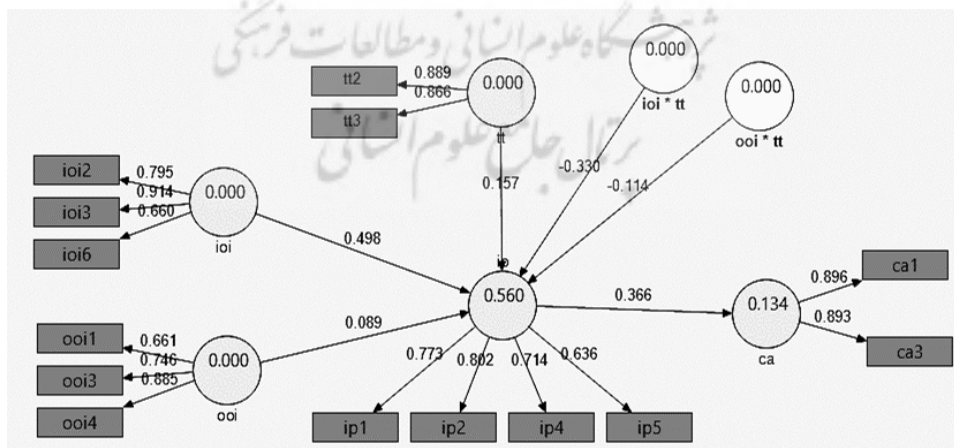 پژوهشگاه علوم انسانی و مطالعات فرهنگی
پرتال جامع علوم انسانی
0.000
ioi * tt
0.000
ooi * tt
tt2
tt3
0.889
0.866
0.000
tt
0.157
-0.330
-0.114
ioi2
ioi3
ioi6
0.795
0.914
0.660
0.000
ioi
0.498
ooi1
ooi3
ooi4
0.661
0.746
0.885
0.000
ooi
0.089
ip
0.560
0.773
0.802
0.714
0.636
ip1
ip2
ip4
ip5
0.366
0.134
ca
0.896
0.893
ca1
ca3